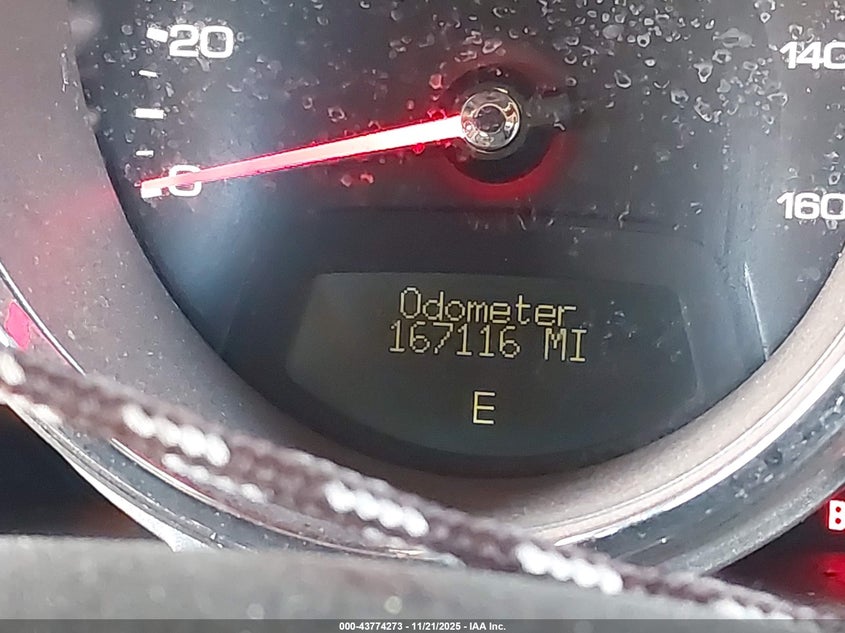 20
140
0
160
Odometer
167116 MI
E
B
000-43774273 - 11/21/2025 - IAA Inc.